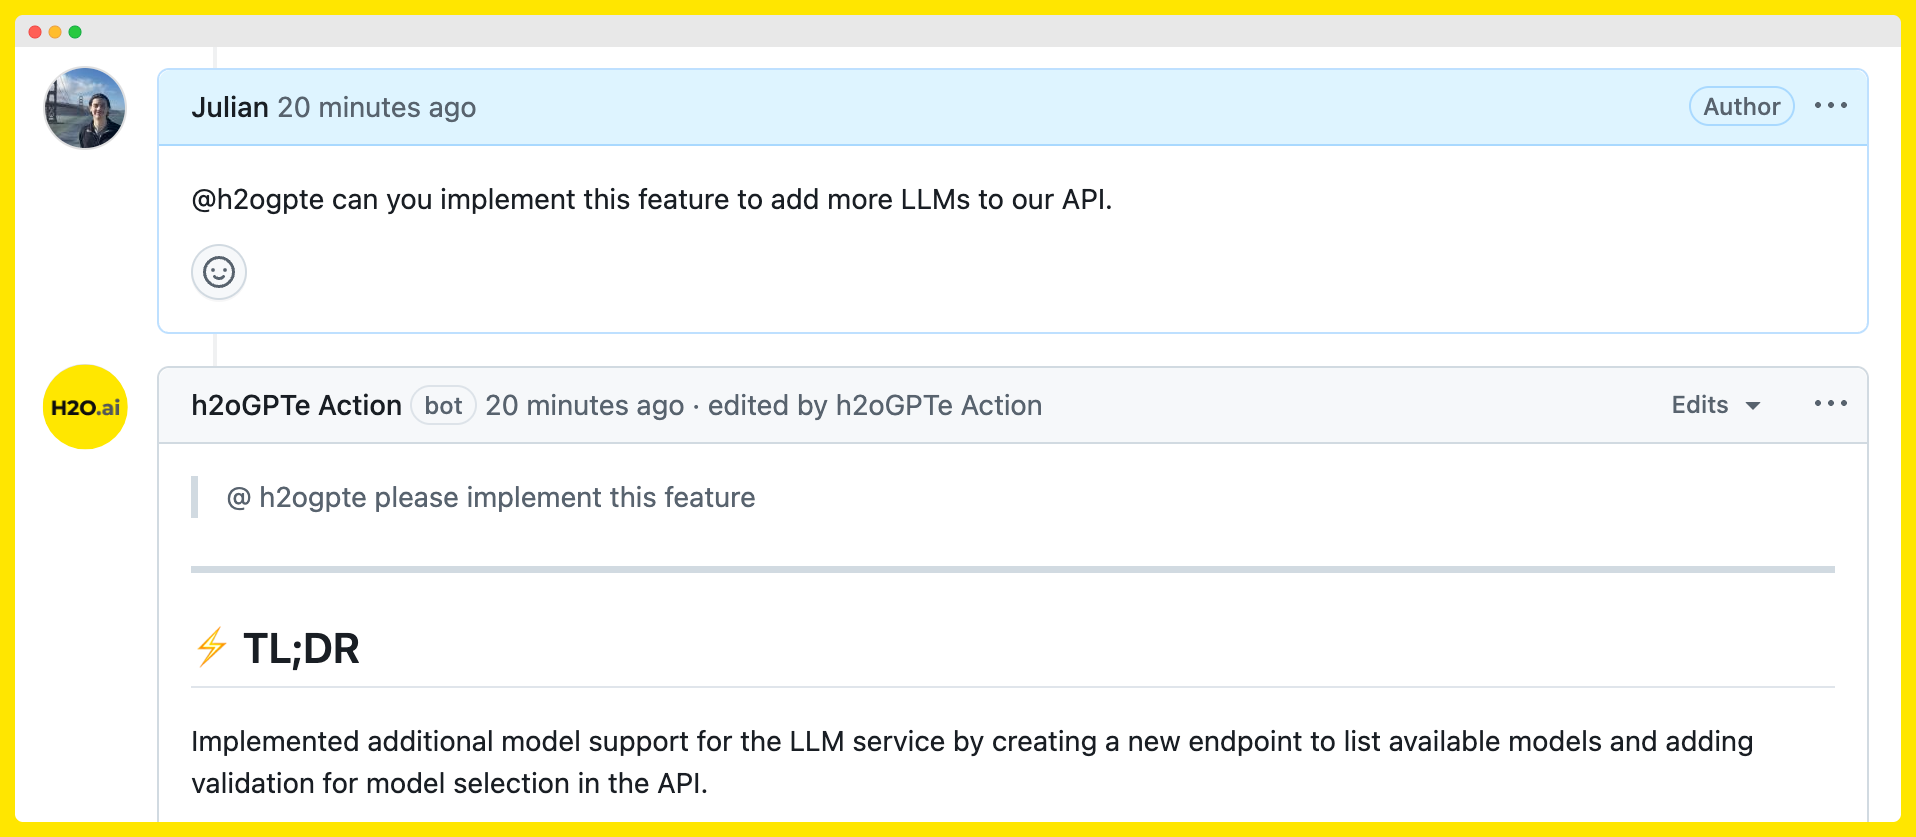 Julian 20 minutes ago
Author
@h2ogpte can you implement this feature to add more LLMs to our API.
H2O.ai
h2oGPTe Action bot 20 minutes ago · edited by h2oGPTe Action
Edits
@ h2ogpte please implement this feature
⚡ TL;DR
Implemented additional model support for the LLM service by creating a new endpoint to list available models and adding
validation for model selection in the API.